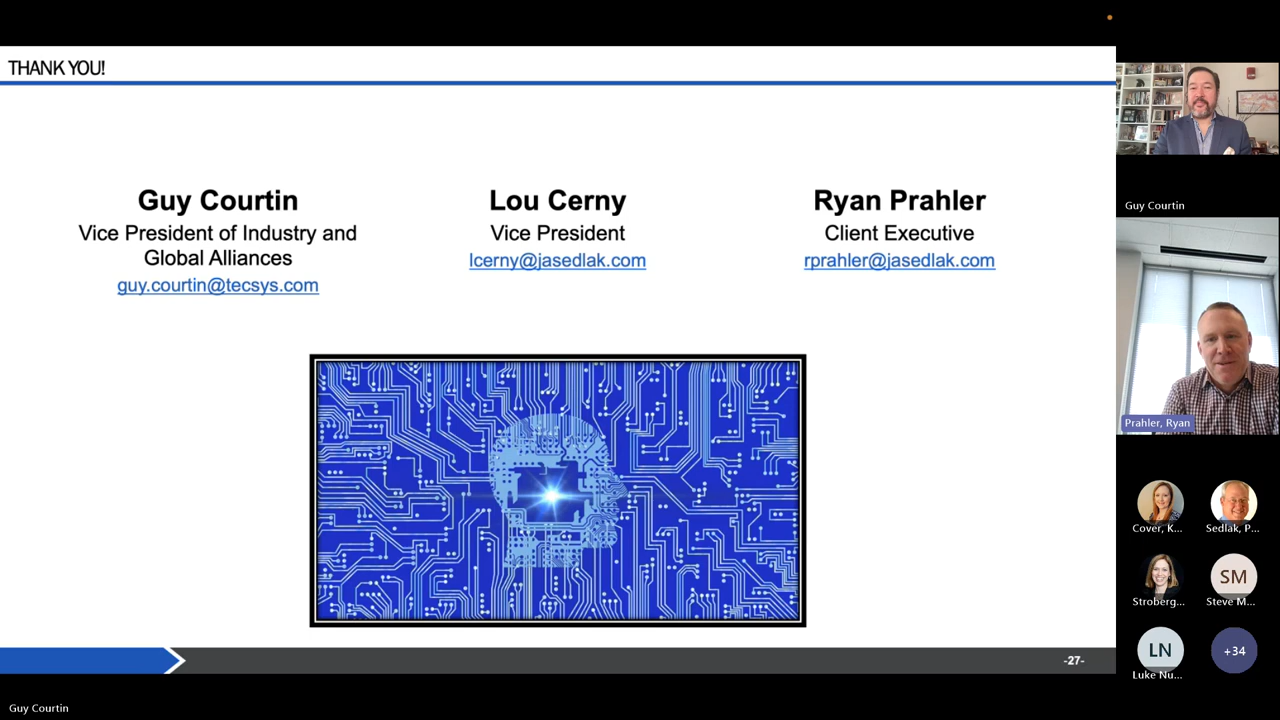 THANK YOU!
Guy Courtin
Vice President of Industry and
Global Alliances
guy.courtin@tecsys.com
Lou Cerny
Vice President
lcerny@jasedlak.com
Ryan Prahler
Client Executive
rprahler@jasedlak.com
-27-
Guy Courtin
Prahler, Ryan
Cover, K...
Sedlak, P...
Stroberg...
SM
Steve M...
LN
Luke Nu...
+34
Guy Courtin